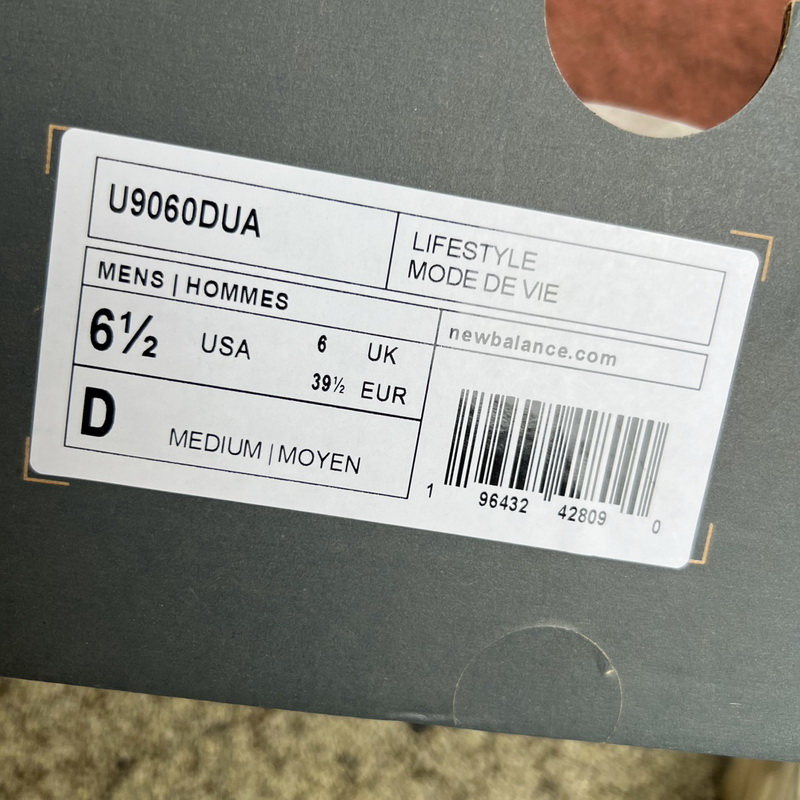 U9060DUA
LIFESTYLE
MODE DE VIE
MENS | HOMMES
6½ USA 6 UK
39½ EUR
D MEDIUM | MOYEN
newbalance.com
1 96432 42809 0